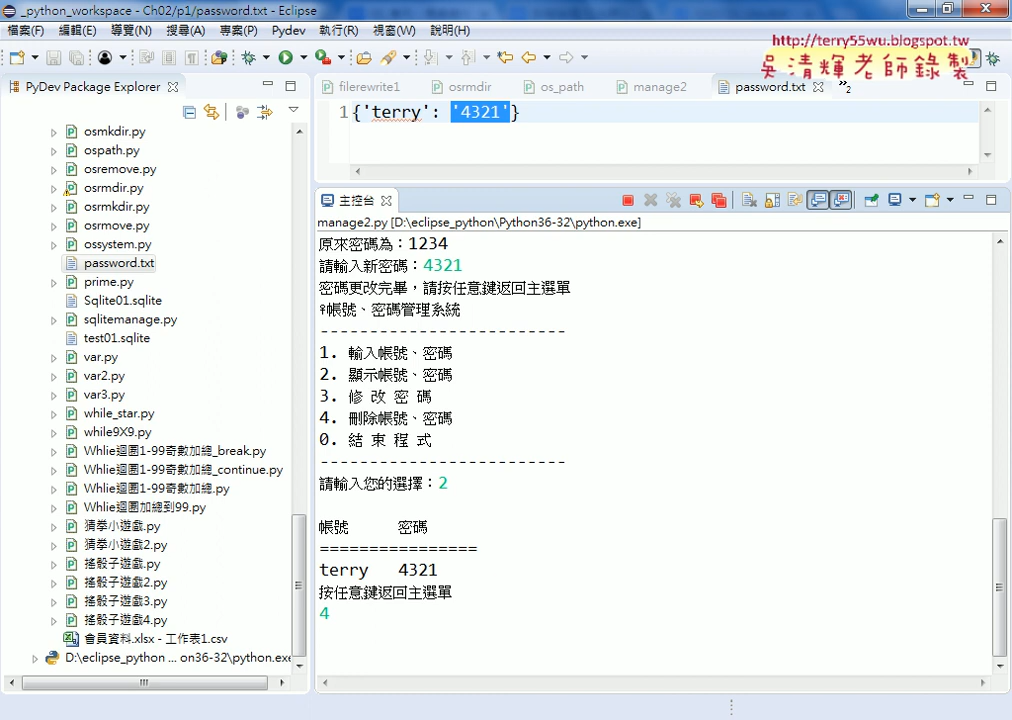 _python_workspace - Ch02/p1/password.txt - Eclipse
檔案(F) 編輯(E) 導覽(N) 搜尋(A) 專案(P) Pydev 執行(R) 視窗(W) 說明(H)
http://terry55wu.blogspot.tw
吳清輝老師錄製
PyDev Package Explorer
osmkdir.py
ospath.py
osremove.py
osrmdir.py
osrmkdir.py
osrmove.py
ossystem.py
password.txt
prime.py
Sqlite01.sqlite
sqlitemanage.py
test01.sqlite
var.py
var2.py
var3.py
while_star.py
while9X9.py
Whlie迴圈1-99奇數加總_break.py
Whlie迴圈1-99奇數加總_continue.py
Whlie迴圈1-99奇數加總.py
Whlie迴圈加總到99.py
猜拳小遊戲.py
猜拳小遊戲2.py
搖骰子遊戲.py
搖骰子遊戲2.py
搖骰子遊戲3.py
搖骰子遊戲4.py
會員資料.xlsx - 工作表1.csv
D:\eclipse_python ... on36-32\python.exe
filerewrite1 osrmdir os_path manage2 password.txt »2
1 {'terry': '4321'}
主控台
manage2.py [D:\eclipse_python\Python36-32\python.exe]
原來密碼為：1234
請輸入新密碼：4321
密碼更改完畢，請按任意鍵返回主選單
♀帳號、密碼管理系統
-------------------------
1. 輸入帳號、密碼
2. 顯示帳號、密碼
3. 修 改 密 碼
4. 刪除帳號、密碼
0. 結 束 程 式
-------------------------
請輸入您的選擇：2
帳號 密碼
================
terry 4321
按任意鍵返回主選單
4